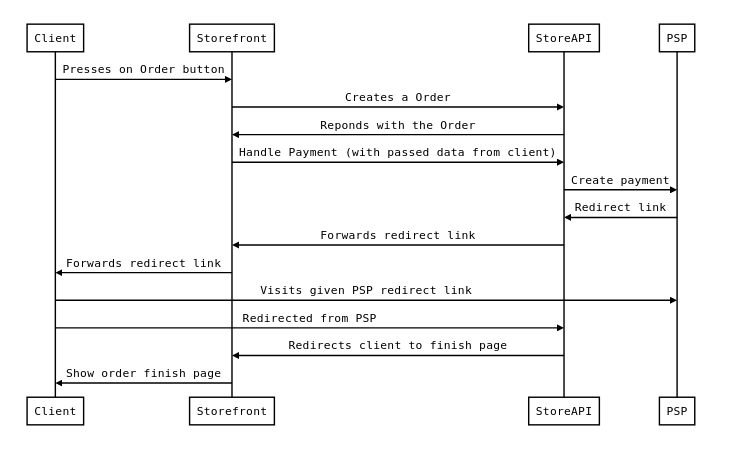 Client
Storefront
StoreAPI
PSP
Presses on Order button
Creates a Order
Reponds with the Order
Handle Payment (with passed data from client)
Create payment
Redirect link
Forwards redirect link
Forwards redirect link
Visits given PSP redirect link
Redirected from PSP
Redirects client to finish page
Show order finish page
Client
Storefront
StoreAPI
PSP